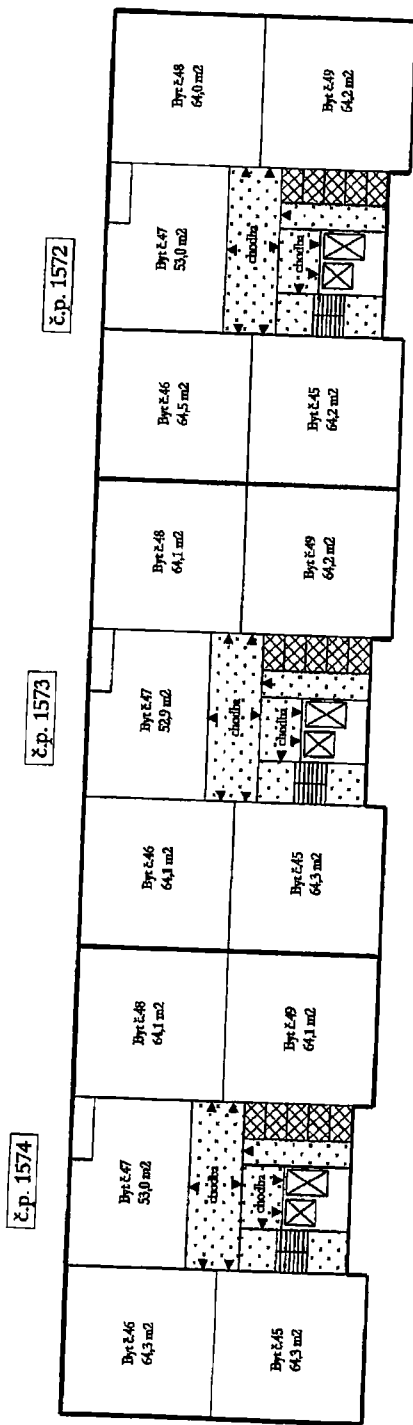 č.p. 1572
Byt č.48
64,0 m2
Byt č.49
64,2 m2
Byt č.47
53,0 m2
chodba
chodba
Byt č.46
64,5 m2
Byt č.45
64,2 m2
č.p. 1573
Byt č.48
64,1 m2
Byt č.49
64,2 m2
Byt č.47
52,9 m2
chodba
chodba
Byt č.46
64,1 m2
Byt č.45
64,3 m2
č.p. 1574
Byt č.48
64,1 m2
Byt č.49
64,1 m2
Byt č.47
53,0 m2
chodba
chodba
Byt č.46
64,3 m2
Byt č.45
64,3 m2